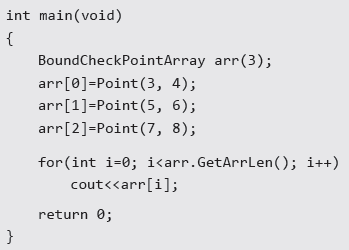 int main(void)
{
    BoundCheckPointArray arr(3);
    arr[0]=Point(3, 4);
    arr[1]=Point(5, 6);
    arr[2]=Point(7, 8);
    for(int i=0; i<arr.GetArrLen(); i++)
        cout<<arr[i];
    return 0;
}